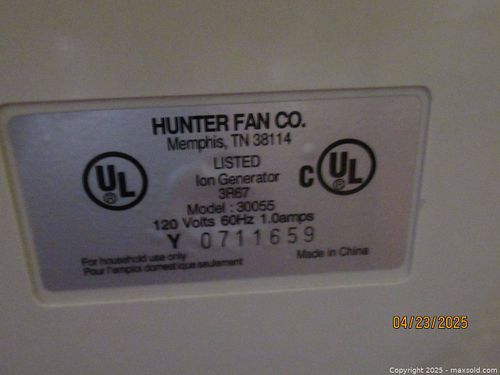 HUNTER FAN CO.
Memphis, TN 38114
LISTED
Ion Generator
3R67
Model : 30055
120 Volts 60Hz 1.0amps
Y 0711659
UL ®
C UL ®
For household use only
Pour l'emploi domestique seulement
Made in China
04/23/2025
Copyright 2025 - maxsold.com